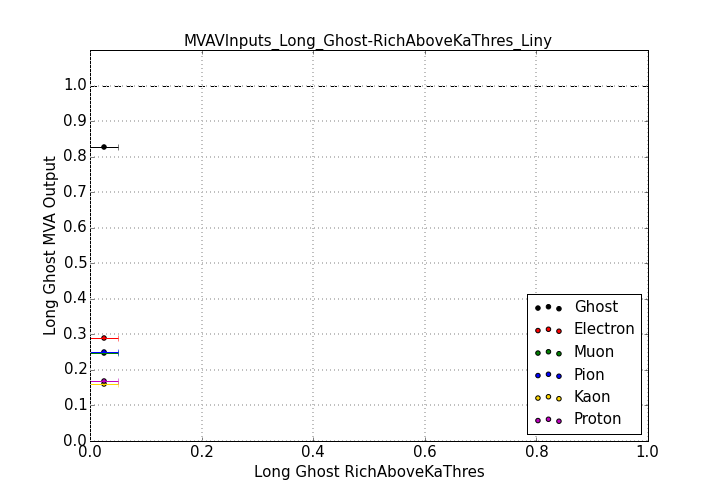 MVAVInputs_Long_Ghost-RichAboveKaThres_Liny
Long Ghost MVA Output
1.0
0.9
0.8
0.7
0.6
0.5
0.4
0.3
0.2
0.1
0.0
0.0 0.2 0.4 0.6 0.8 1.0
Long Ghost RichAboveKaThres
Ghost
Electron
Muon
Pion
Kaon
Proton